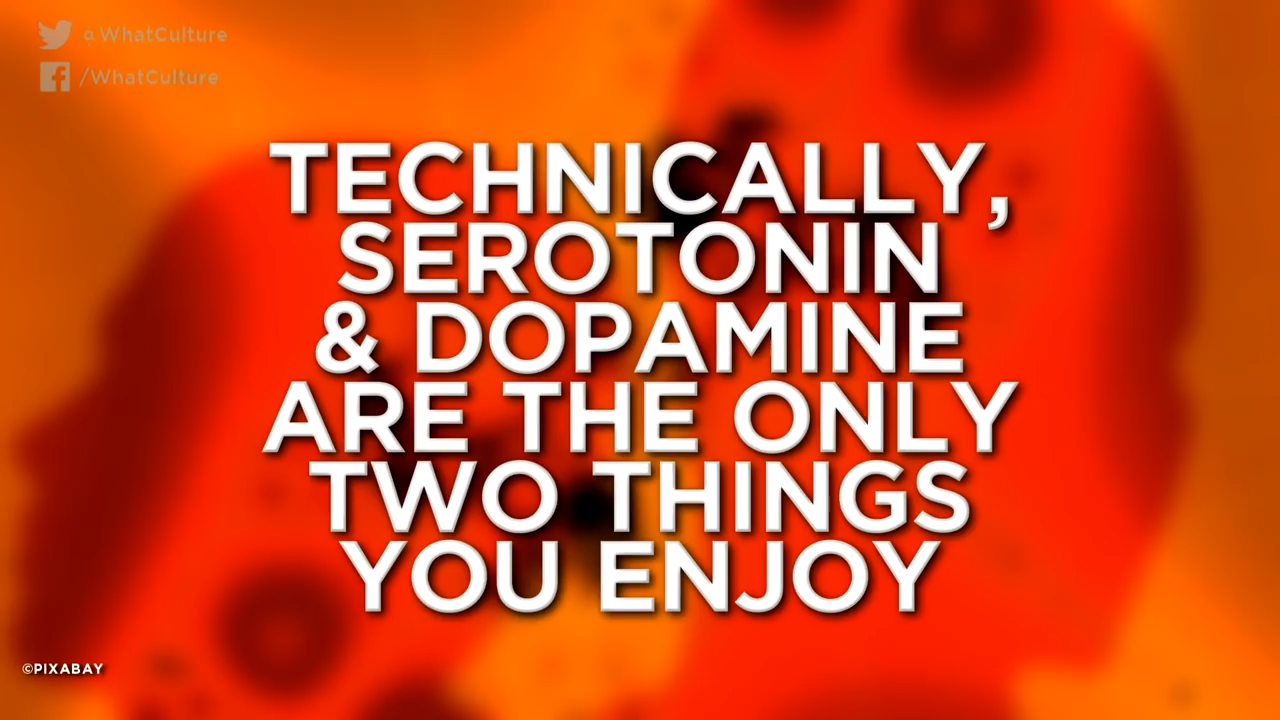 @WhatCulture
/WhatCulture
TECHNICALLY,
SEROTONIN
& DOPAMINE
ARE THE ONLY
TWO THINGS
YOU ENJOY
©PIXABAY